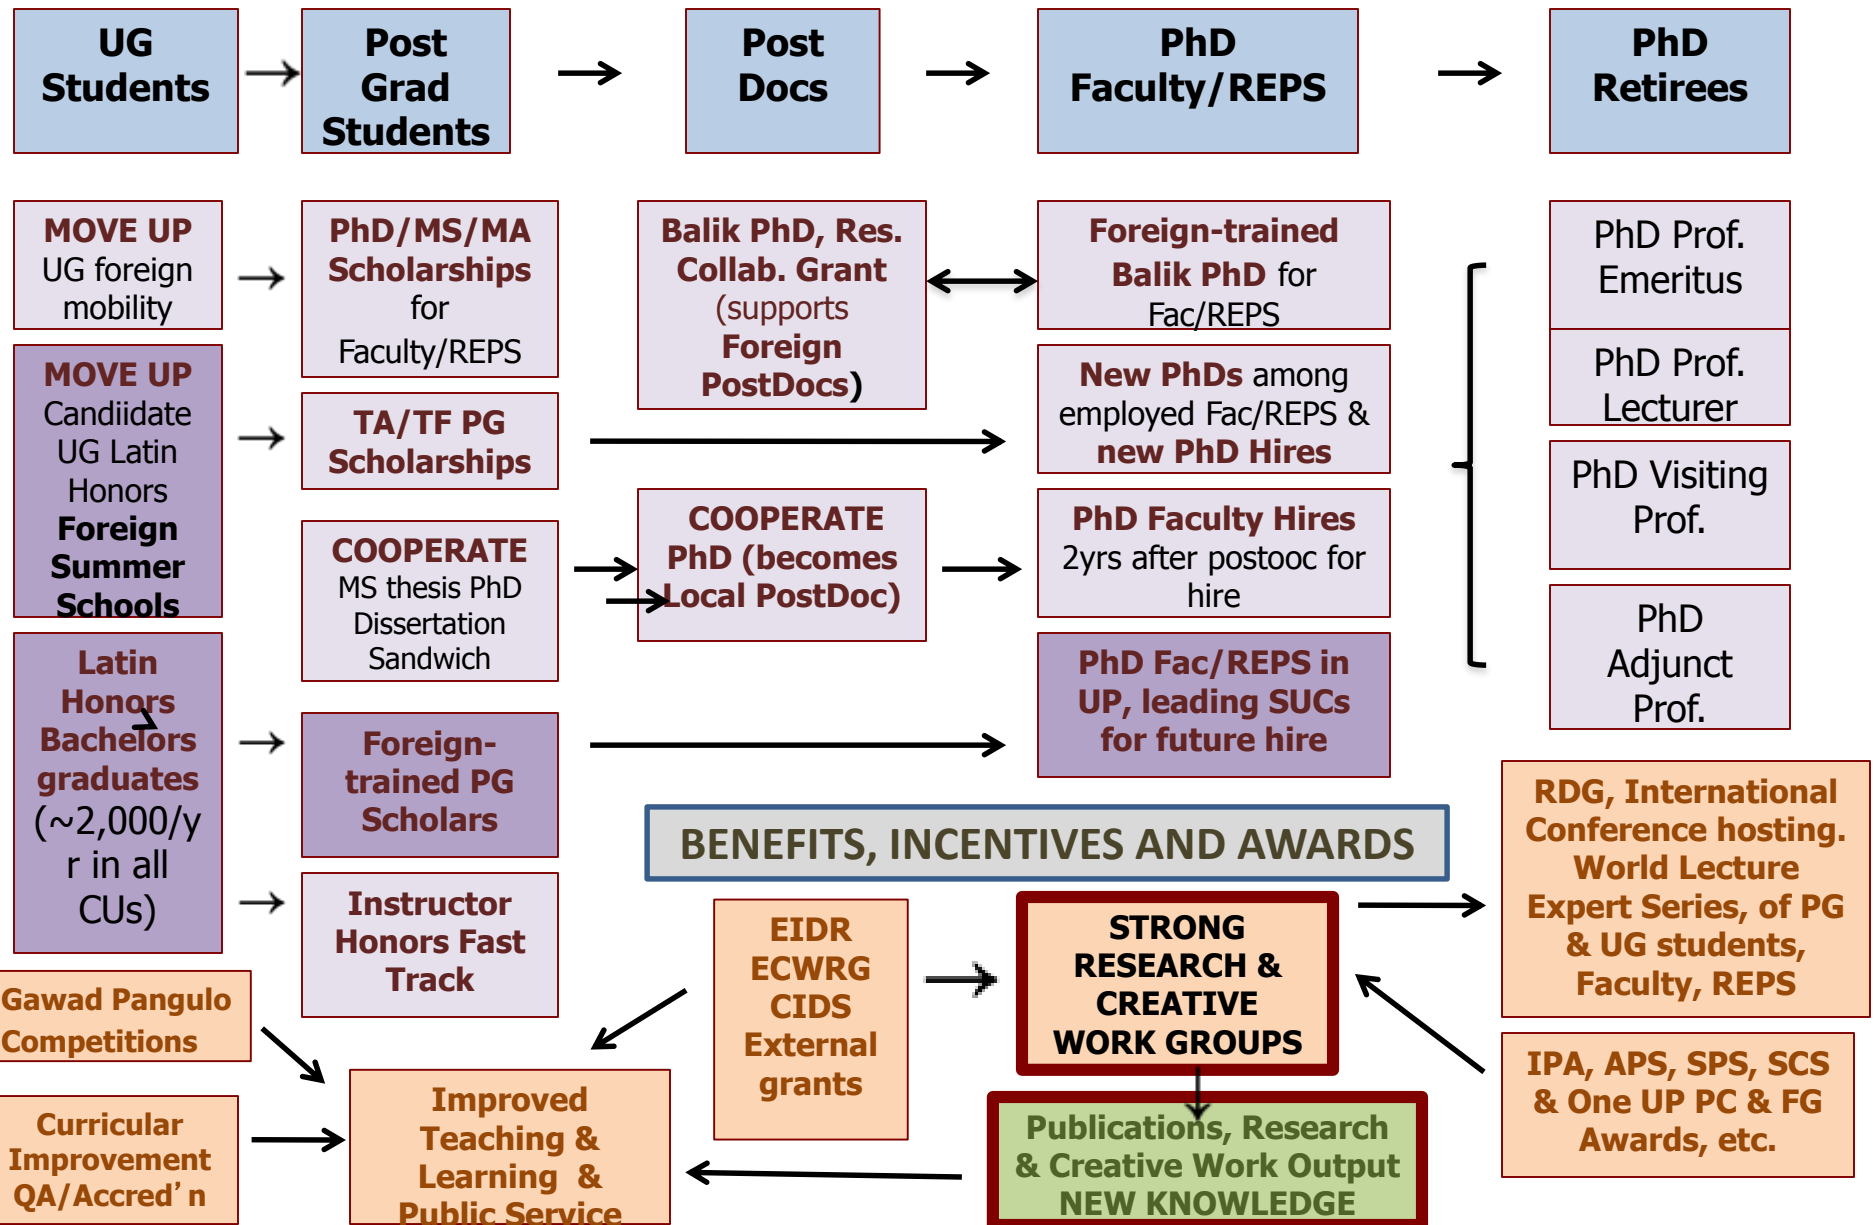 UG
Students
Post
Grad
Students
Post
Docs
PhD
Faculty/REPS
PhD
Retirees
MOVE UP
UG foreign
mobility
MOVE UP
Candiidate
UG Latin
Honors
Foreign
Summer
Schools
Latin
Honors
Bachelors
graduates
(~2,000/y
r in all
CUs)
PhD/MS/MA
Scholarships
for
Faculty/REPS
TA/TF PG
Scholarships
COOPERATE
MS thesis PhD
Dissertation
Sandwich
Foreign-
trained PG
Scholars
Instructor
Honors Fast
Track
Balik PhD, Res.
Collab. Grant
(supports
Foreign
PostDocs)
COOPERATE
PhD (becomes
Local PostDoc)
Foreign-trained
Balik PhD for
Fac/REPS
New PhDs among
employed Fac/REPS &
new PhD Hires
PhD Faculty Hires
2yrs after postooc for
hire
PhD Fac/REPS in
UP, leading SUCs
for future hire
PhD Prof.
Emeritus
PhD Prof.
Lecturer
PhD Visiting
Prof.
PhD
Adjunct
Prof.
BENEFITS, INCENTIVES AND AWARDS
Gawad Pangulo
Competitions
Curricular
Improvement
QA/Accred’n
Improved
Teaching &
Learning &
Public Service
EIDR
ECWRG
CIDS
External
grants
STRONG
RESEARCH &
CREATIVE
WORK GROUPS
Publications, Research
& Creative Work Output
NEW KNOWLEDGE
RDG, International
Conference hosting.
World Lecture
Expert Series, of PG
& UG students,
Faculty, REPS
IPA, APS, SPS, SCS
& One UP PC & FG
Awards, etc.